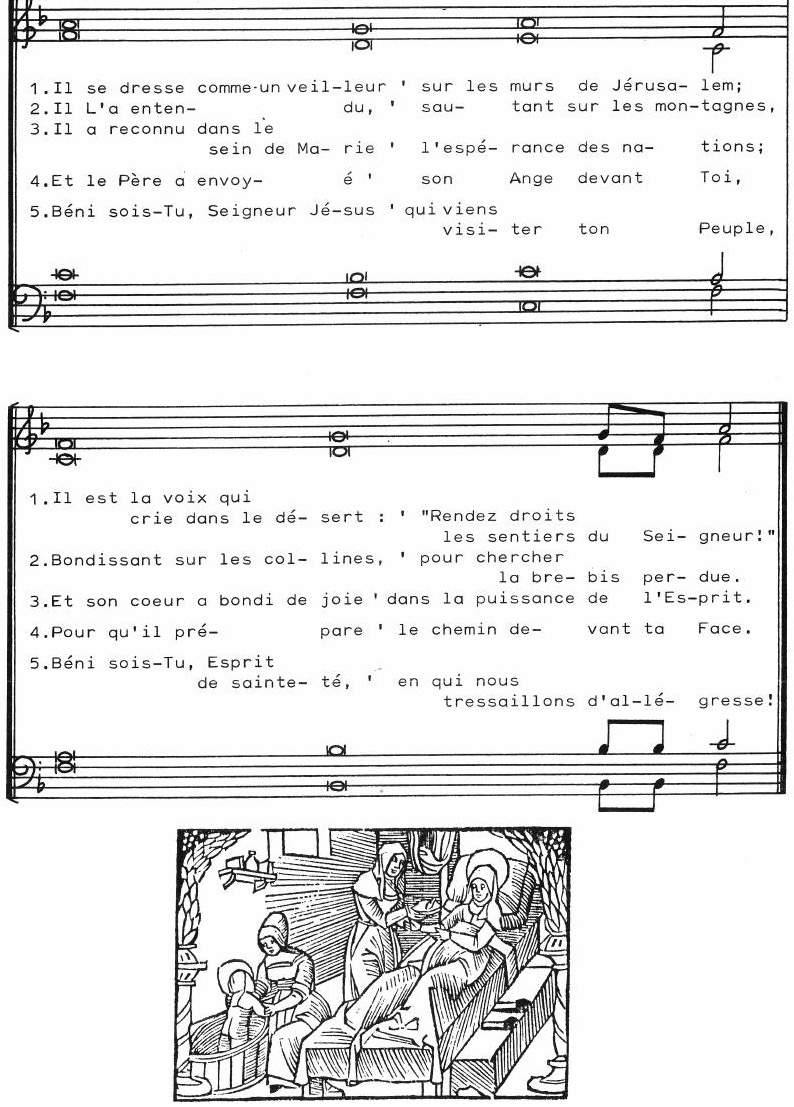 1.Il se dresse comme-un veil-leur ' sur les murs de Jérusa- lem;
2.Il L'a enten- du, ' sau- tant sur les mon-tagnes,
3.Il a reconnu dans le
sein de Ma- rie ' l'espé- rance des na- tions;
4.Et le Père a envoy- é ' son Ange devant Toi,
5.Béni sois-Tu, Seigneur Jé-sus ' qui viens
visi- ter ton Peuple,
1.Il est la voix qui
crie dans le dé- sert : ' "Rendez droits
les sentiers du Sei- gneur!"
2.Bondissant sur les col- lines, ' pour chercher
la bre- bis per- due.
3.Et son coeur a bondi de joie ' dans la puissance de l'Es-prit.
4.Pour qu'il pré- pare ' le chemin de- vant ta Face.
5.Béni sois-Tu, Esprit
de sainte- té, ' en qui nous
tressaillons d'al-lé- gresse!